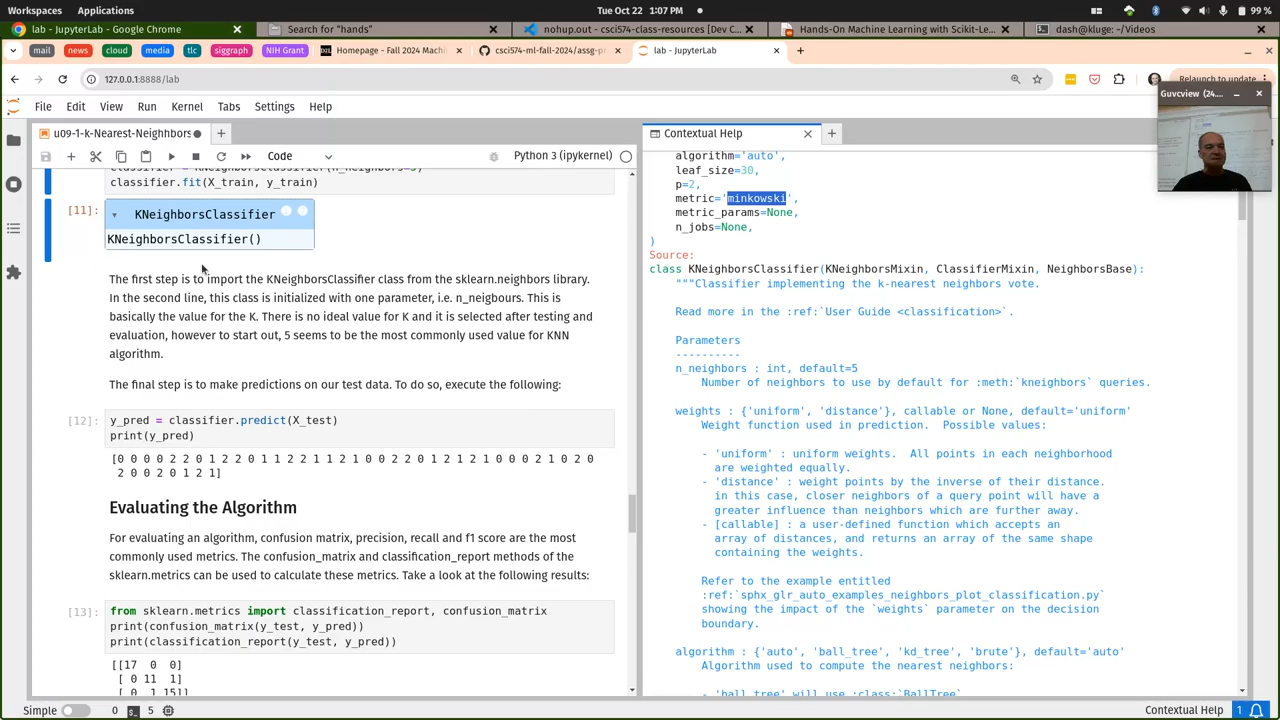 Workspaces Applications Tue Oct 22 1:07 PM 99 %
lab - JupyterLab - Google Chrome
Search for “hands”
nohup.out - csci574-class-resources [Dev C...
Hands-On Machine Learning with Scikit-Le...
dash@kluge: ~/Videos
mail news cloud media tlc siggraph NIH Grant
Homepage - Fall 2024 Machi
csci574-ml-fall-2024/assg-p
lab - JupyterLab
127.0.0.1:8888/lab
Relaunch to update
File Edit View Run Kernel Tabs Settings Help
Guvcview (24....
u09-1-k-Nearest-Neighbors
Code
Python 3 (ipykernel)
classifier.fit(X_train, y_train)
[11]:
KNeighborsClassifier
KNeighborsClassifier()
The first step is to import the KNeighborsClassifier class from the sklearn.neighbors library.
In the second line, this class is initialized with one parameter, i.e. n_neigbours. This is
basically the value for the K. There is no ideal value for K and it is selected after testing and
evaluation, however to start out, 5 seems to be the most commonly used value for KNN
algorithm.
The final step is to make predictions on our test data. To do so, execute the following:
[12]:
y_pred = classifier.predict(X_test)
print(y_pred)
[0 0 0 0 2 2 0 1 2 2 0 1 1 2 2 1 1 2 1 0 0 2 2 0 1 2 1 2 1 0 0 0 2 1 0 2 0
2 0 0 2 0 1 2 1]
Evaluating the Algorithm
For evaluating an algorithm, confusion matrix, precision, recall and f1 score are the most
commonly used metrics. The confusion_matrix and classification_report methods of the
sklearn.metrics can be used to calculate these metrics. Take a look at the following results:
[13]:
from sklearn.metrics import classification_report, confusion_matrix
print(confusion_matrix(y_test, y_pred))
print(classification_report(y_test, y_pred))
[[17 0 0]
[ 0 11 1]
[ 0 1 15]]
Contextual Help
algorithm='auto',
leaf_size=30,
p=2,
metric='minkowski',
metric_params=None,
n_jobs=None,
)
Source:
class KNeighborsClassifier(KNeighborsMixin, ClassifierMixin, NeighborsBase):
"""Classifier implementing the k-nearest neighbors vote.
Read more in the :ref:`User Guide <classification>`.
Parameters
----------
n_neighbors : int, default=5
Number of neighbors to use by default for :meth:`kneighbors` queries.
weights : {'uniform', 'distance'}, callable or None, default='uniform'
Weight function used in prediction. Possible values:
- 'uniform' : uniform weights. All points in each neighborhood
are weighted equally.
- 'distance' : weight points by the inverse of their distance.
in this case, closer neighbors of a query point will have a
greater influence than neighbors which are further away.
- [callable] : a user-defined function which accepts an
array of distances, and returns an array of the same shape
containing the weights.
Refer to the example entitled
:ref:`sphx_glr_auto_examples_neighbors_plot_classification.py`
showing the impact of the `weights` parameter on the decision
boundary.
algorithm : {'auto', 'ball_tree', 'kd_tree', 'brute'}, default='auto'
Algorithm used to compute the nearest neighbors:
- 'ball_tree' will use :class:`BallTree`
Simple 0 5 Contextual Help 1